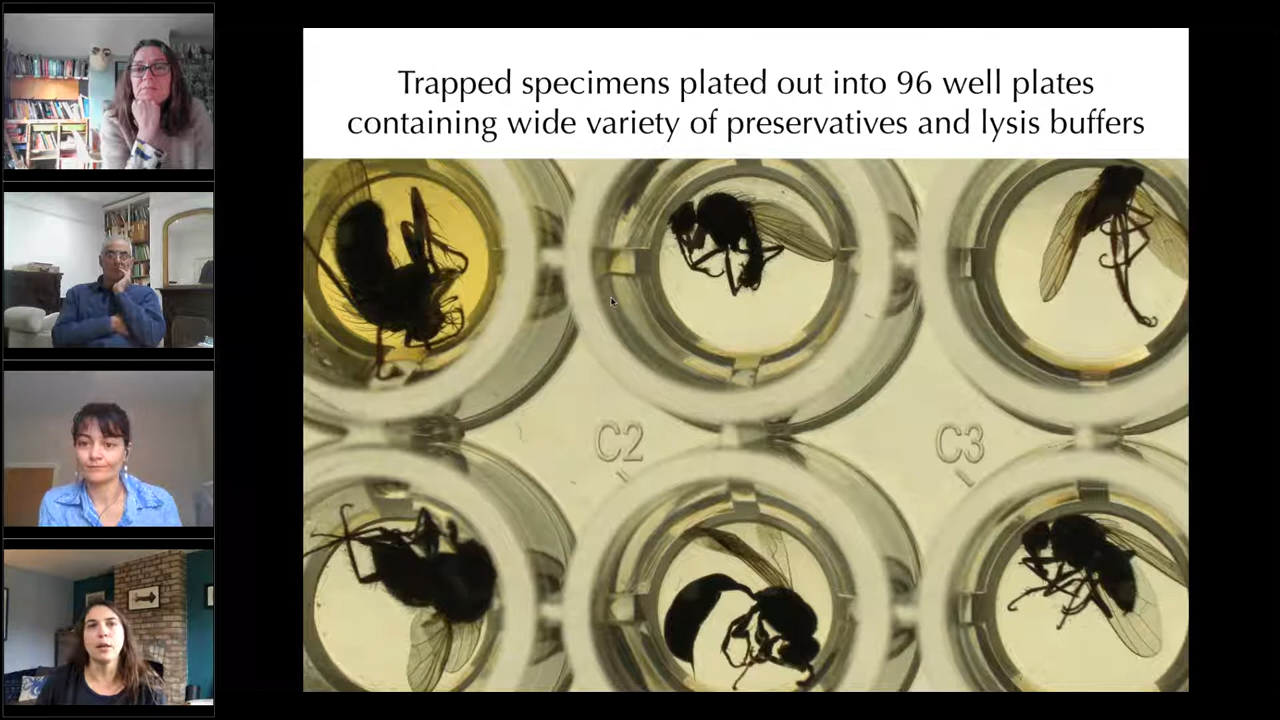 Trapped specimens plated out into 96 well plates
containing wide variety of preservatives and lysis buffers
C2
C3